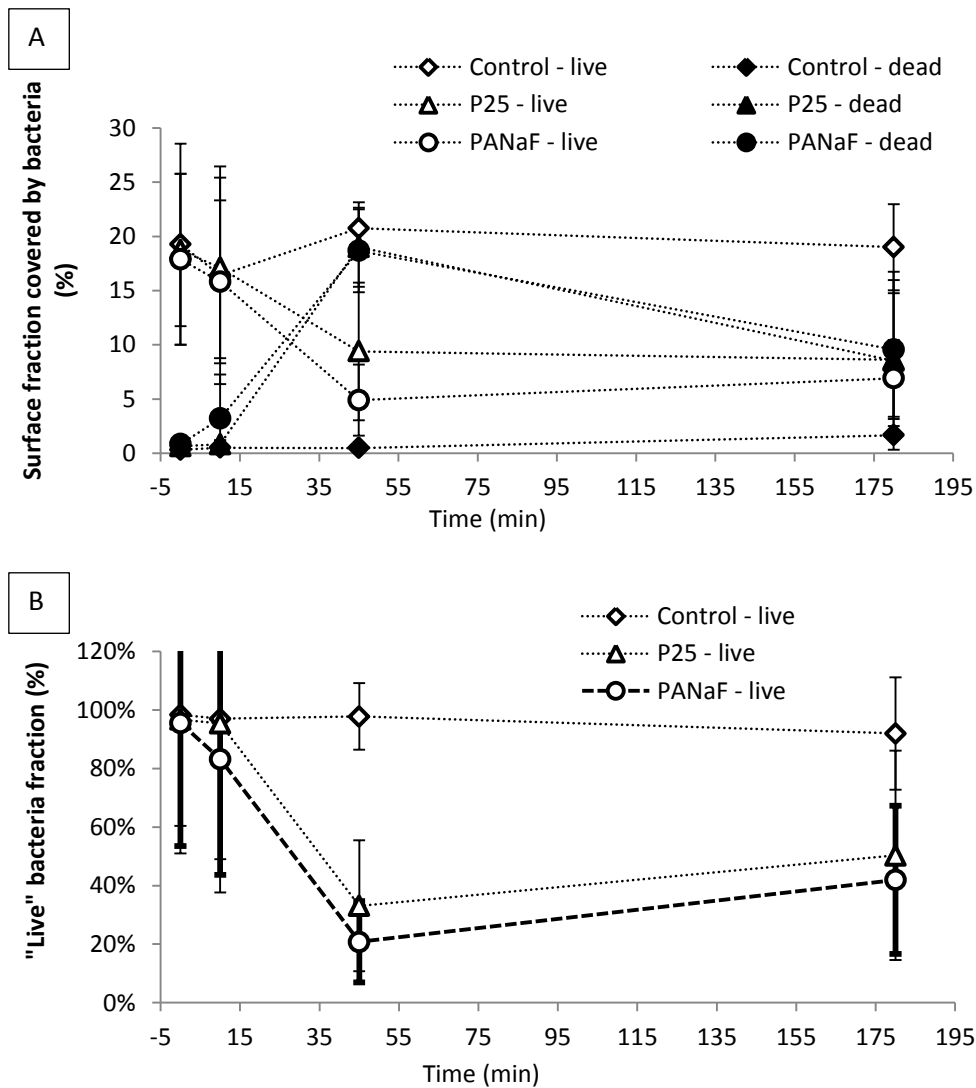 A
Control - live
Control - dead
P25 - live
P25 - dead
PANaF - live
PANaF - dead
Surface fraction covered by bacteria
(%)
30
25
20
15
10
5
0
-5 15 35 55 75 95 115 135 155 175 195
Time (min)
B
Control - live
P25 - live
PANaF - live
"Live" bacteria fraction (%)
120%
100%
80%
60%
40%
20%
0%
-5 15 35 55 75 95 115 135 155 175 195
Time (min)